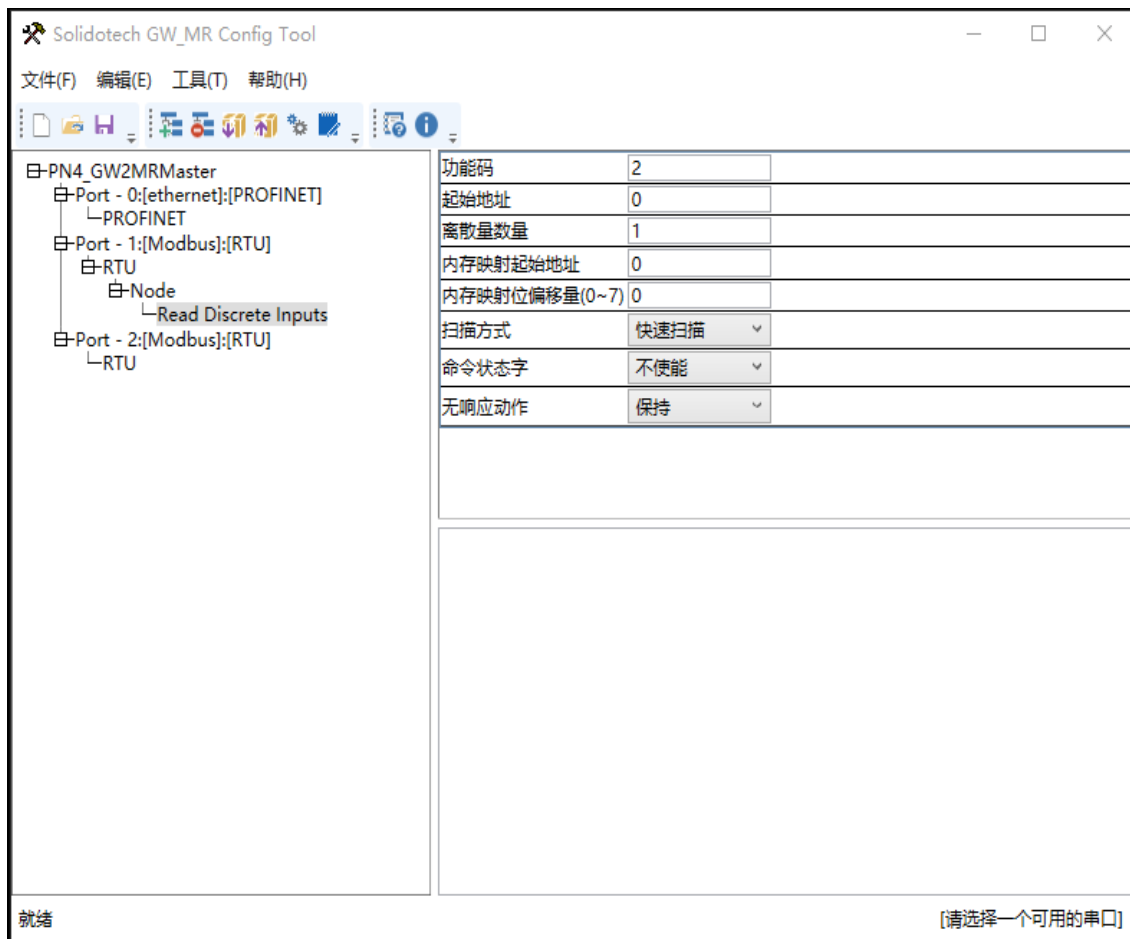 Solidotech GW_MR Config Tool
文件(F) 编辑(E) 工具(T) 帮助(H)
PN4_GW2MRMaster
Port - 0:[ethernet]:[PROFINET]
PROFINET
Port - 1:[Modbus]:[RTU]
RTU
Node
Read Discrete Inputs
Port - 2:[Modbus]:[RTU]
RTU
功能码 2
起始地址 0
离散量数量 1
内存映射起始地址 0
内存映射位偏移量(0~7) 0
扫描方式 快速扫描
命令状态字 不使能
无响应动作 保持
就绪 [请选择一个可用的串口]